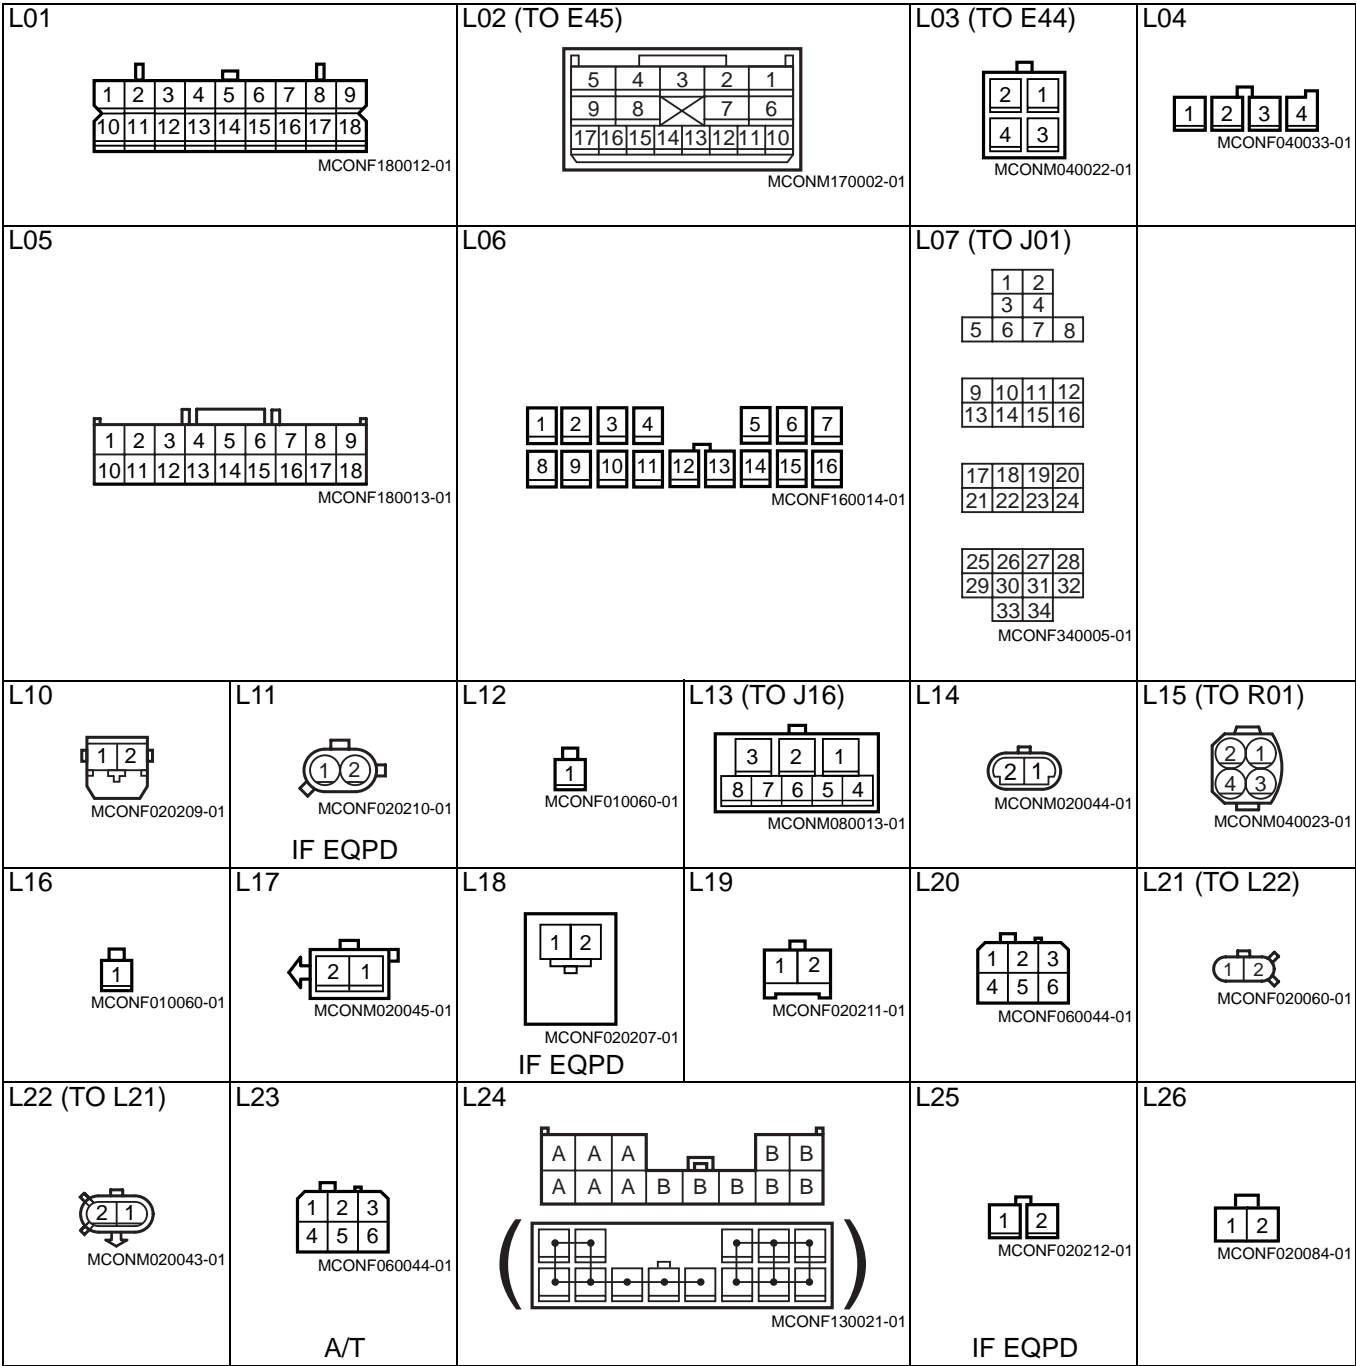 L01
1 2 3 4 5 6 7 8 9
10 11 12 13 14 15 16 17 18
MCONF180012-01
L02 (TO E45)
5 4 3 2 1
9 8 7 6
17 16 15 14 13 12 11 10
MCONM170002-01
L03 (TO E44)
2 1
4 3
MCONM040022-01
L04
1 2 3 4
MCONF040033-01
L05
1 2 3 4 5 6 7 8 9
10 11 12 13 14 15 16 17 18
MCONF180013-01
L06
1 2 3 4 5 6 7
8 9 10 11 12 13 14 15 16
MCONF160014-01
L07 (TO J01)
1 2
3 4
5 6 7 8
9 10 11 12
13 14 15 16
17 18 19 20
21 22 23 24
25 26 27 28
29 30 31 32
33 34
MCONF340005-01
L10
1 2
MCONF020209-01
L11
1 2
MCONF020210-01
IF EQPD
L12
1
MCONF010060-01
L13 (TO J16)
3 2 1
8 7 6 5 4
MCONM080013-01
L14
2 1
MCONM020044-01
L15 (TO R01)
2 1
4 3
MCONM040023-01
L16
1
MCONF010060-01
L17
2 1
MCONM020045-01
L18
1 2
MCONF020207-01
IF EQPD
L19
1 2
MCONF020211-01
L20
1 2 3
4 5 6
MCONF060044-01
L21 (TO L22)
1 2
MCONF020060-01
L22 (TO L21)
2 1
MCONM020043-01
L23
1 2 3
4 5 6
MCONF060044-01
A/T
L24
A A A B B
A A A B B B B B
MCONF130021-01
L25
1 2
MCONF020212-01
IF EQPD
L26
1 2
MCONF020084-01